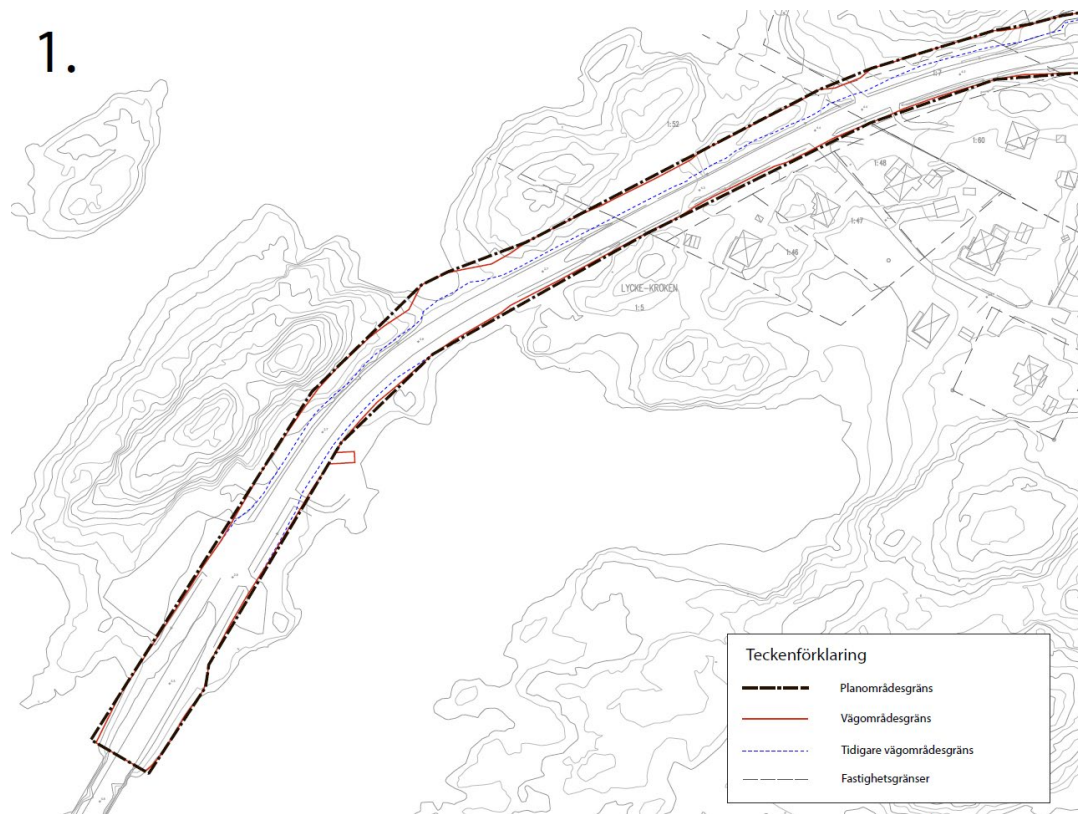 1.
1:7
1:52
1:60
1:48
1:47
1:46
LYCKE-KROKEN
1:5
Teckenförklaring
Planområdesgräns
Vägområdesgräns
Tidigare vägområdesgräns
Fastighetsgränser